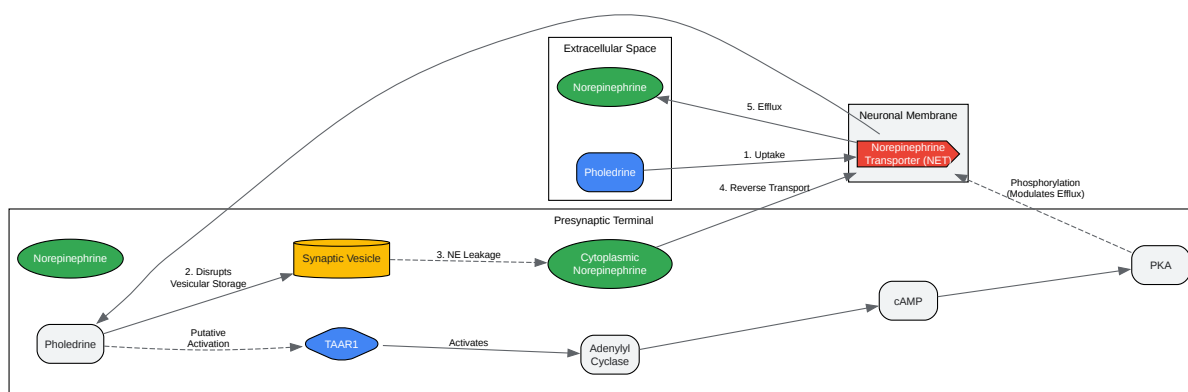 Extracellular Space
Norepinephrine
5. Efflux
Neuronal Membrane
Norepinephrine
Transporter (NET)
1. Uptake
Pholedrine
4. Reverse Transport
Phosphorylation
(Modulates Efflux)
Presynaptic Terminal
Norepinephrine
Synaptic Vesicle
3. NE Leakage
Cytoplasmic
Norepinephrine
PKA
2. Disrupts
Vesicular Storage
cAMP
Pholedrine
Putative
Activation
TAAR1
Activates
Adenylyl
Cyclase